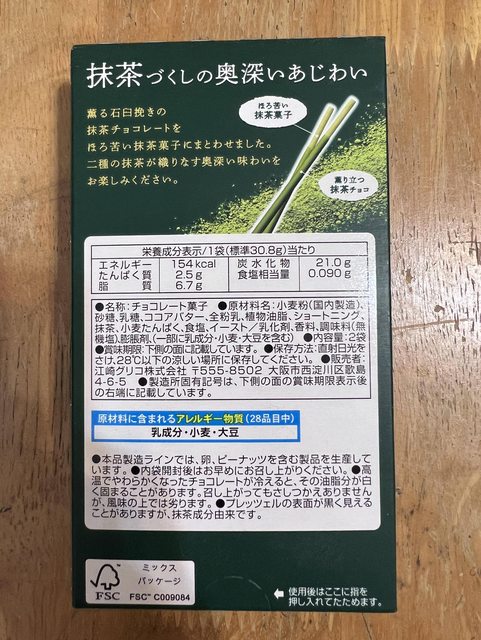 抹茶づくしの奥深いあじわい
薫る石臼挽きの
抹茶チョコレートを
ほろ苦い抹茶菓子にまとわせました。
二種の抹茶が織りなす奥深い味わいを
お楽しみください。
ほろ苦い
抹茶菓子
薫り立つ
抹茶チョコ
栄養成分表示/1袋(標準30.8g)当たり
エネルギー 154kcal 炭水化物 21.0g
たんぱく質 2.5g 食塩相当量 0.090g
脂質 6.7g
●名称:チョコレート菓子 ●原材料名:小麦粉(国内製造)、
砂糖、乳糖、ココアバター、全粉乳、植物油脂、ショートニング、
抹茶、小麦たんぱく、食塩、イースト/乳化剤、香料、調味料(無
機塩)、膨脹剤、(一部に乳成分・小麦・大豆を含む) ●内容量:2袋
●賞味期限:下側の面に記載しています。●保存方法:直射日光を
さけ、28℃以下の涼しい場所に保存してください。 ●販売者:
江崎グリコ株式会社 〒555-8502 大阪市西淀川区歌島
4-6-5 ●製造所固有記号は、下側の面の賞味期限表示後
の右端に記載しています。
原材料に含まれるアレルギー物質(28品目中)
乳成分・小麦・大豆
●本品製造ラインでは、卵、ピーナッツを含む製品を生産してい
ます。●内袋開封後はお早めにお召し上がりください。 ●高
温でやわらかくなったチョコレートが冷えると、その油脂分が白
く固まることがあります。召し上がってもさしつかえありません
が、風味の上では劣ります。●プレッツェルの表面が黒く見える
ことがありますが、抹茶成分由来です。
ミックス
パッケージ
FSC
FSC™ C009084
使用後はここに指を
押し入れてたためます。